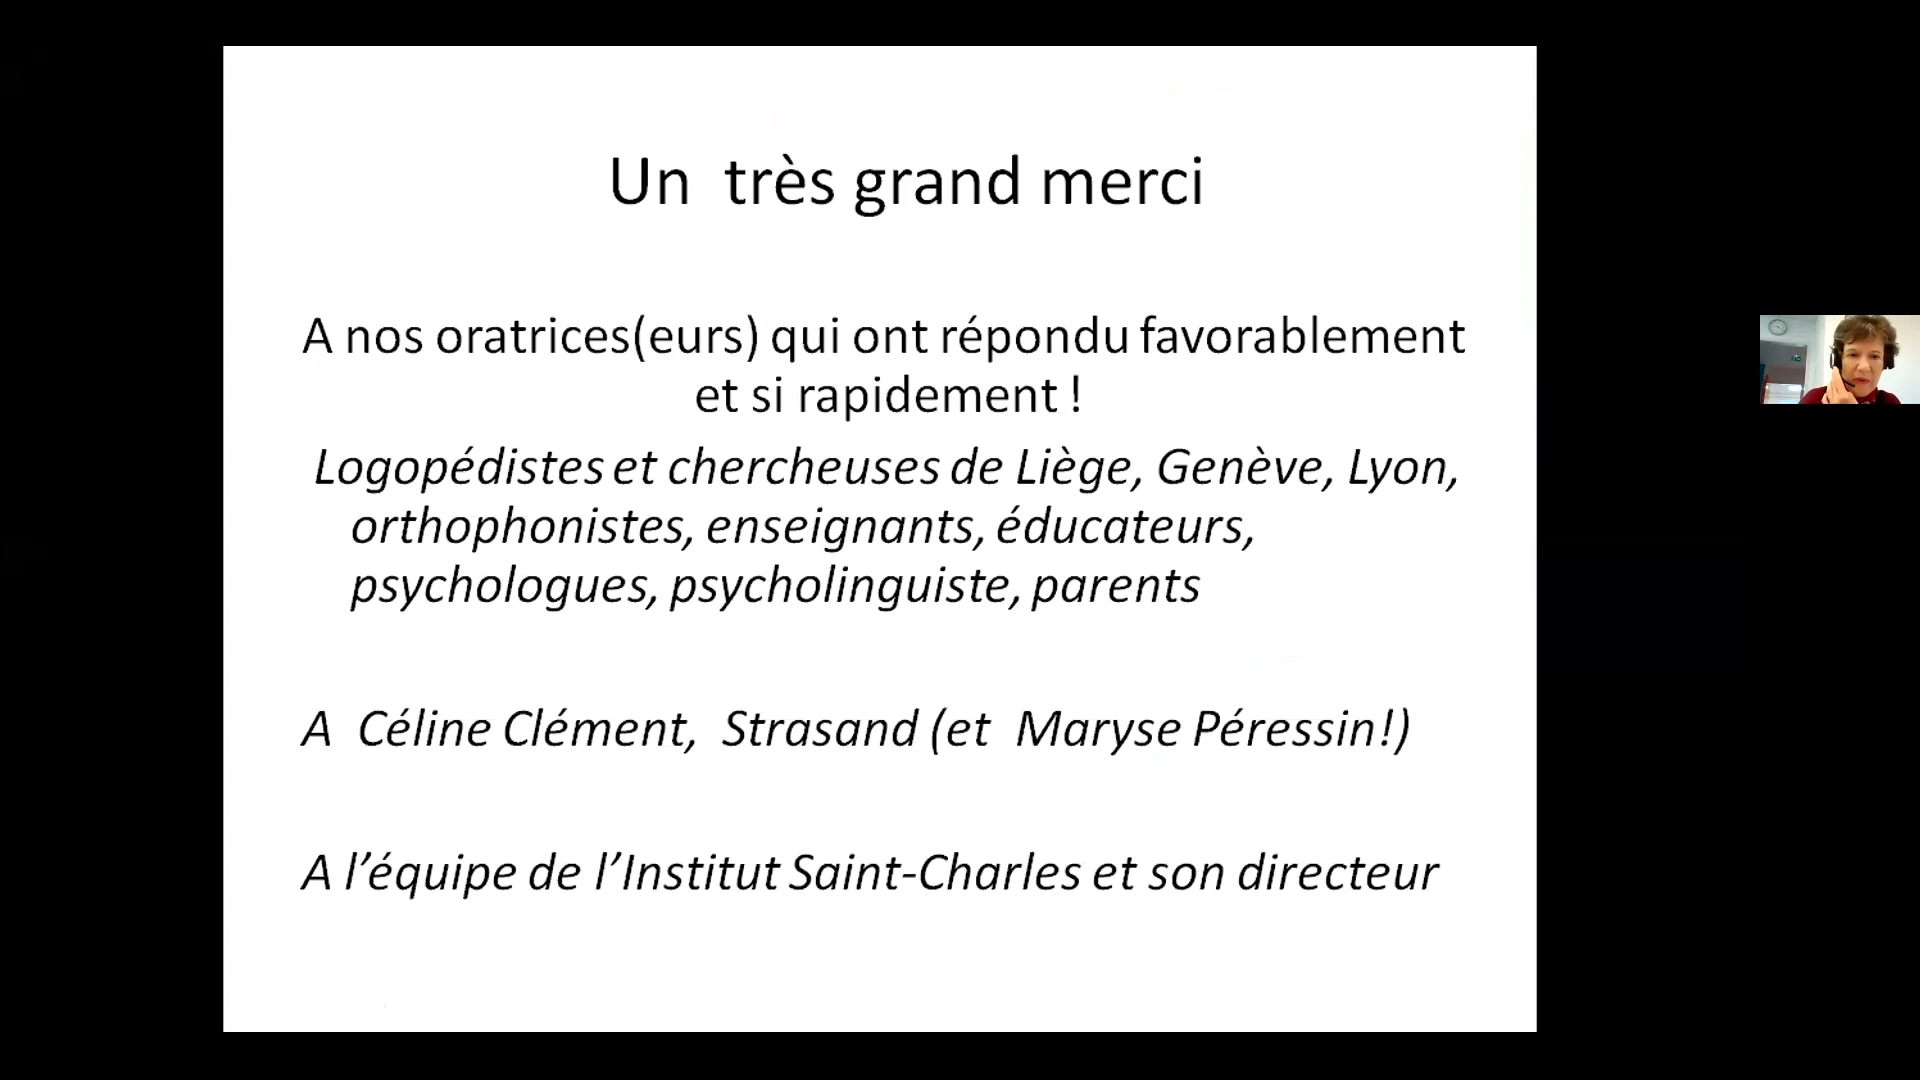 Un très grand merci
A nos oratrices(eurs) qui ont répondu favorablement
et si rapidement !
Logopédistes et chercheuses de Liège, Genève, Lyon,
orthophonistes, enseignants, éducateurs,
psychologues, psycholinguiste, parents
A Céline Clément, Strasand (et Maryse Péressin!)
A l’équipe de l’Institut Saint-Charles et son directeur